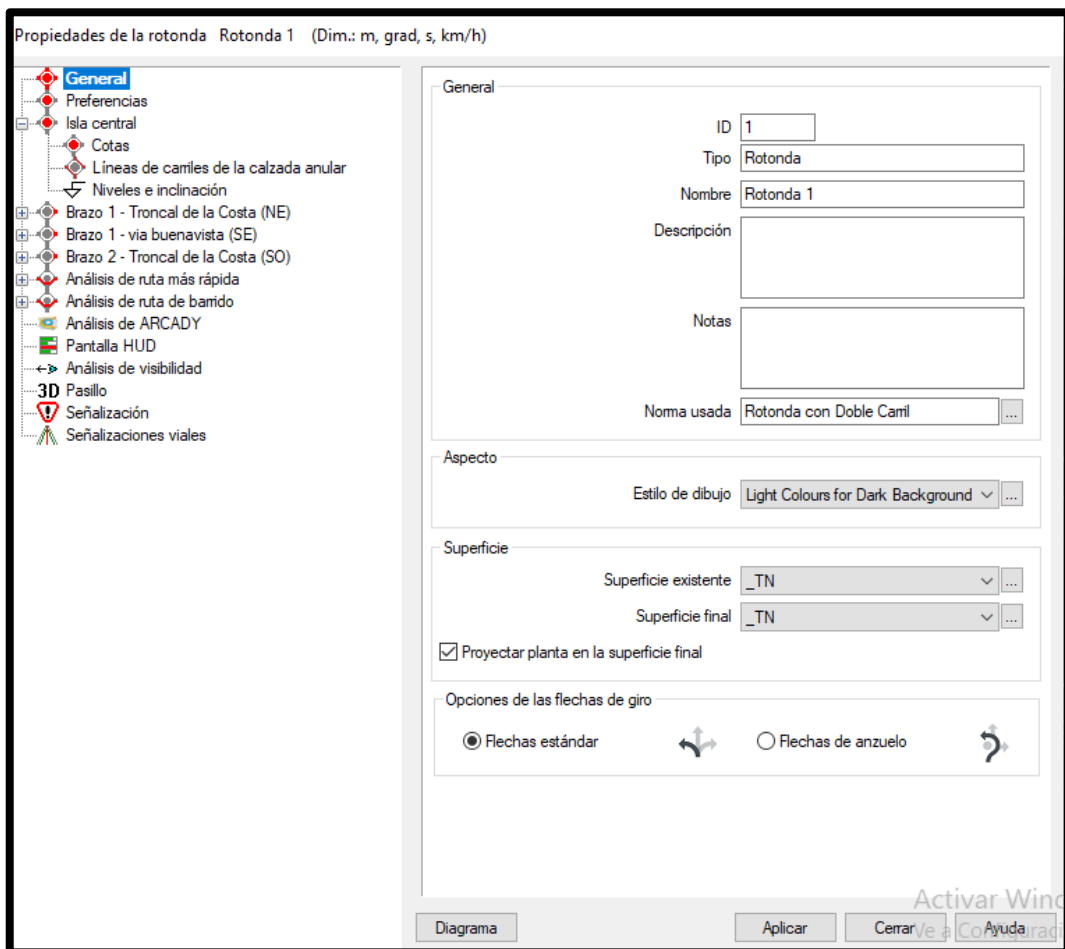 Propiedades de la rotonda Rotonda 1 (Dim.: m, grad, s, km/h)
General
Preferencias
Isla central
Cotas
Líneas de carriles de la calzada anular
Niveles e inclinación
Brazo 1 - Troncal de la Costa (NE)
Brazo 1 - via buenavista (SE)
Brazo 2 - Troncal de la Costa (SO)
Análisis de ruta más rápida
Análisis de ruta de barrido
Análisis de ARCADY
Pantalla HUD
Análisis de visibilidad
3D Pasillo
Señalización
Señalizaciones viales
General
ID 1
Tipo Rotonda
Nombre Rotonda 1
Descripción
Notas
Norma usada Rotonda con Doble Carril ...
Aspecto
Estilo de dibujo Light Colours for Dark Background ...
Superficie
Superficie existente _TN ...
Superficie final _TN ...
Proyectar planta en la superficie final
Opciones de las flechas de giro
Flechas estándar Flechas de anzuelo
Activar Wind
Diagrama Aplicar Cerrar Ayuda
Ve a Configuraci